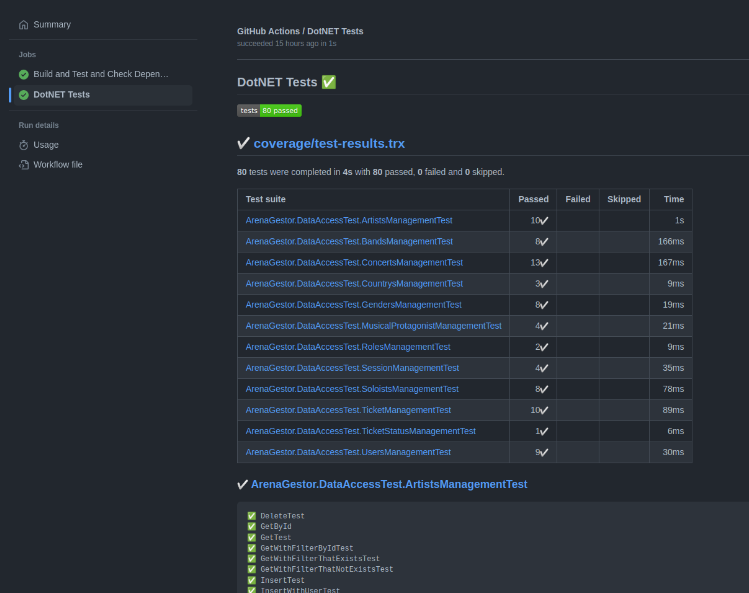 Summary
Jobs
Build and Test and Check Depen...
DotNET Tests
Run details
Usage
Workflow file
GitHub Actions / DotNET Tests
succeeded 15 hours ago in 1s
DotNET Tests ✅
tests 80 passed
✔ coverage/test-results.trx
80 tests were completed in 4s with 80 passed, 0 failed and 0 skipped.
Test suite Passed Failed Skipped Time
ArenaGestor.DataAccessTest.ArtistsManagementTest 10✔ 1s
ArenaGestor.DataAccessTest.BandsManagementTest 8✔ 166ms
ArenaGestor.DataAccessTest.ConcertsManagementTest 13✔ 167ms
ArenaGestor.DataAccessTest.CountrysManagementTest 3✔ 9ms
ArenaGestor.DataAccessTest.GendersManagementTest 8✔ 19ms
ArenaGestor.DataAccessTest.MusicalProtagonistManagementTest 4✔ 21ms
ArenaGestor.DataAccessTest.RolesManagementTest 2✔ 9ms
ArenaGestor.DataAccessTest.SessionManagementTest 4✔ 35ms
ArenaGestor.DataAccessTest.SoloistsManagementTest 8✔ 78ms
ArenaGestor.DataAccessTest.TicketManagementTest 10✔ 89ms
ArenaGestor.DataAccessTest.TicketStatusManagementTest 1✔ 6ms
ArenaGestor.DataAccessTest.UsersManagementTest 9✔ 30ms
✔ ArenaGestor.DataAccessTest.ArtistsManagementTest
✅ DeleteTest
✅ GetById
✅ GetTest
✅ GetWithFilterByIdTest
✅ GetWithFilterThatExistsTest
✅ GetWithFilterThatNotExistsTest
✅ InsertTest
✅ InsertWithUserTest